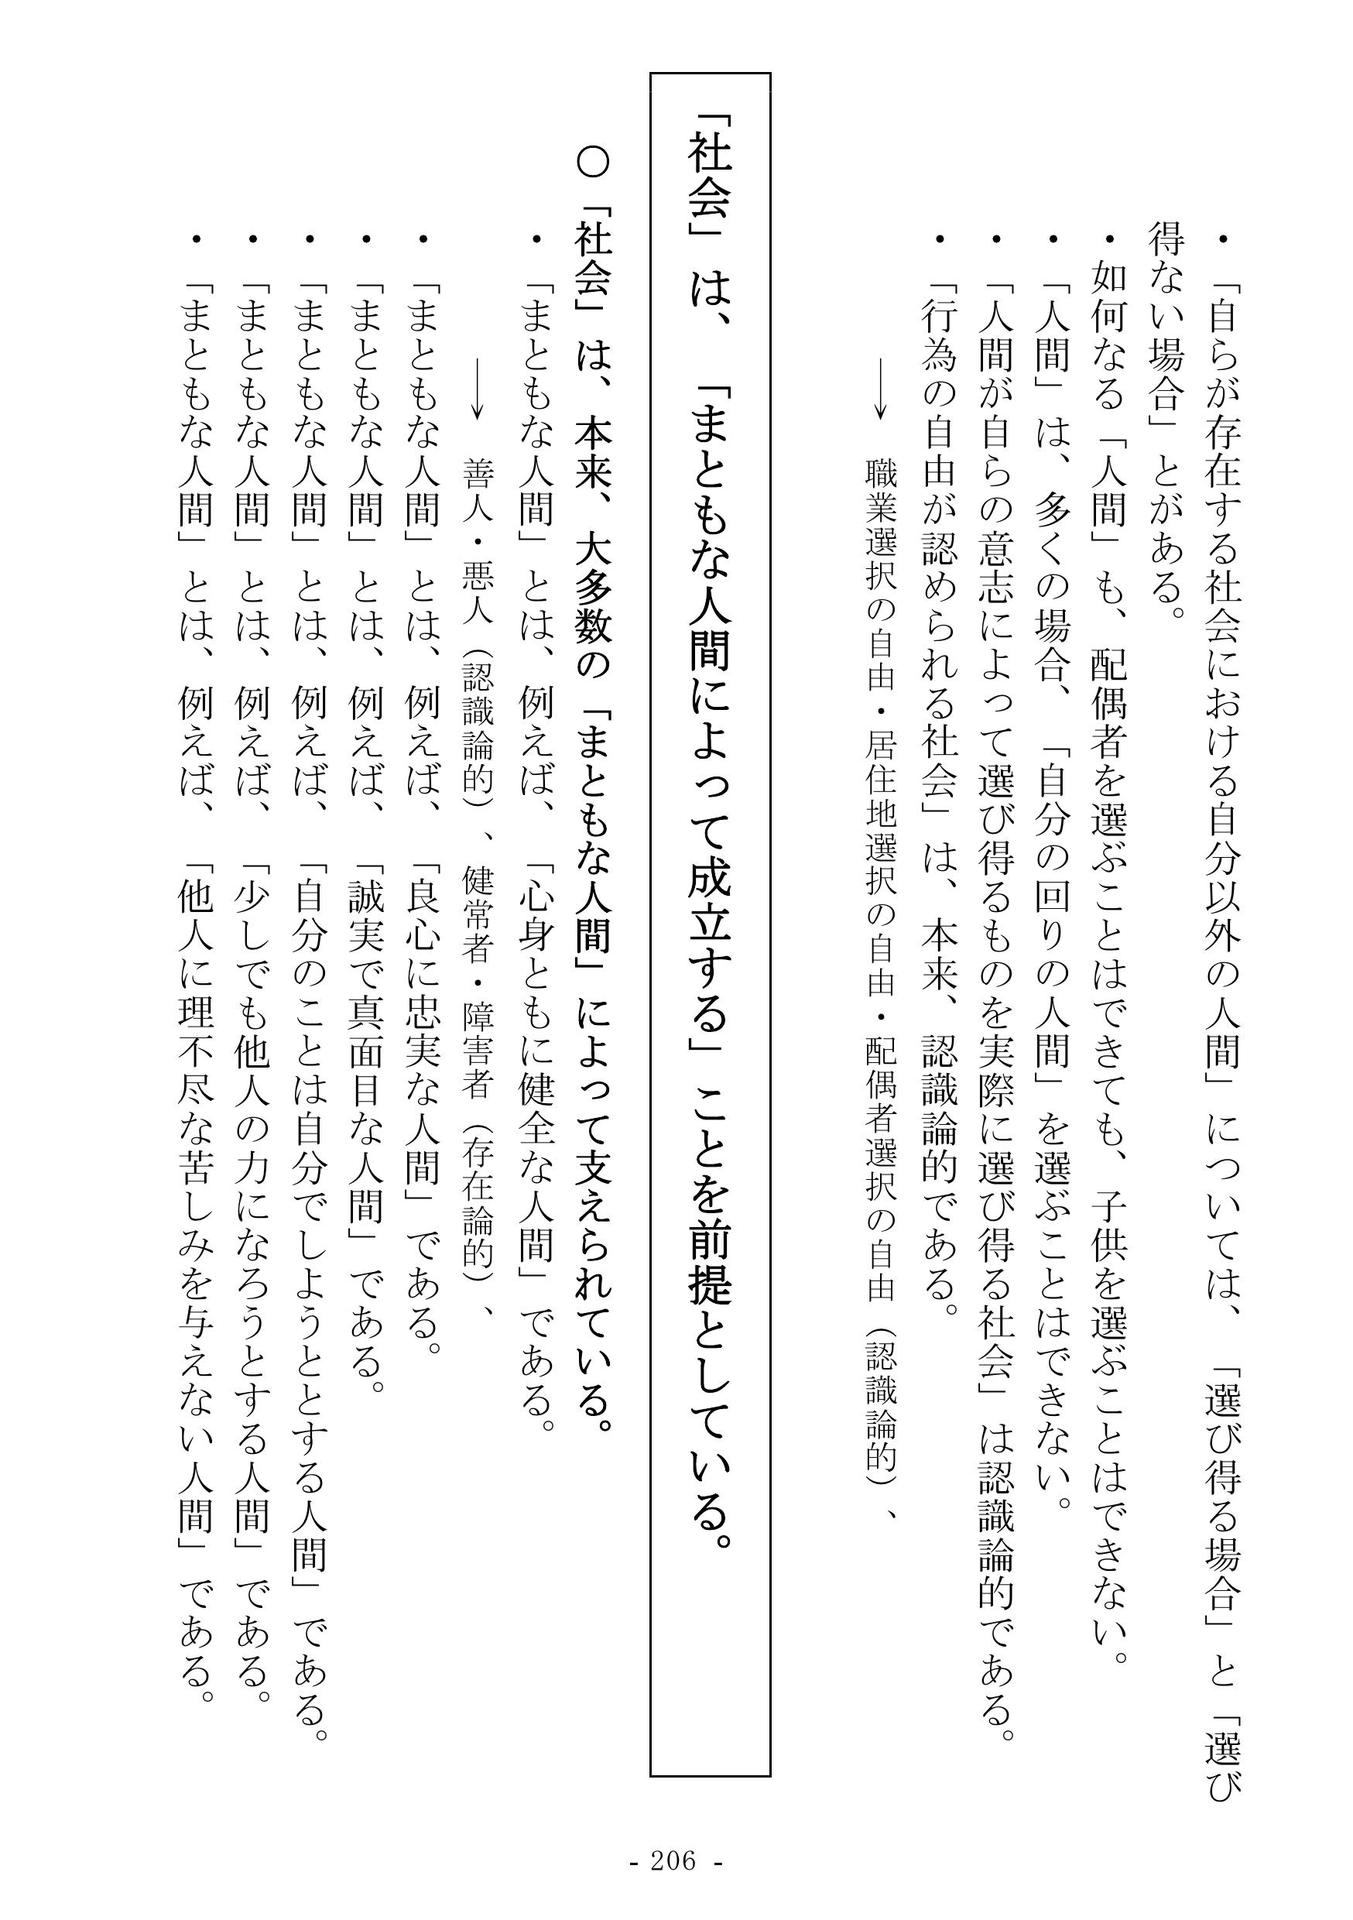 ・「自らが存在する社会における自分以外の人間」については、「選び得る場合」と「選び
得ない場合」とがある。
・如何なる「人間」も、配偶者を選ぶことはできても、子供を選ぶことはできない。
・「人間」は、多くの場合、「自分の回りの人間」を選ぶことはできない。
・「人間が自らの意志によって選び得るものを実際に選び得る社会」は認識論的である。
・「行為の自由が認められる社会」は、本来、認識論的である。
→ 職業選択の自由・居住地選択の自由・配偶者選択の自由（認識論的）、
「社会」は、「まともな人間によって成立する」ことを前提としている。
○「社会」は、本来、大多数の「まともな人間」によって支えられている。
・「まともな人間」とは、例えば、「心身ともに健全な人間」である。
→ 善人・悪人（認識論的）、健常者・障害者（存在論的）、
・「まともな人間」とは、例えば、「良心に忠実な人間」である。
・「まともな人間」とは、例えば、「誠実で真面目な人間」である。
・「まともな人間」とは、例えば、「自分のことは自分でしようととする人間」である。
・「まともな人間」とは、例えば、「少しでも他人の力になろうとする人間」である。
・「まともな人間」とは、例えば、「他人に理不尽な苦しみを与えない人間」である。
- 206 -